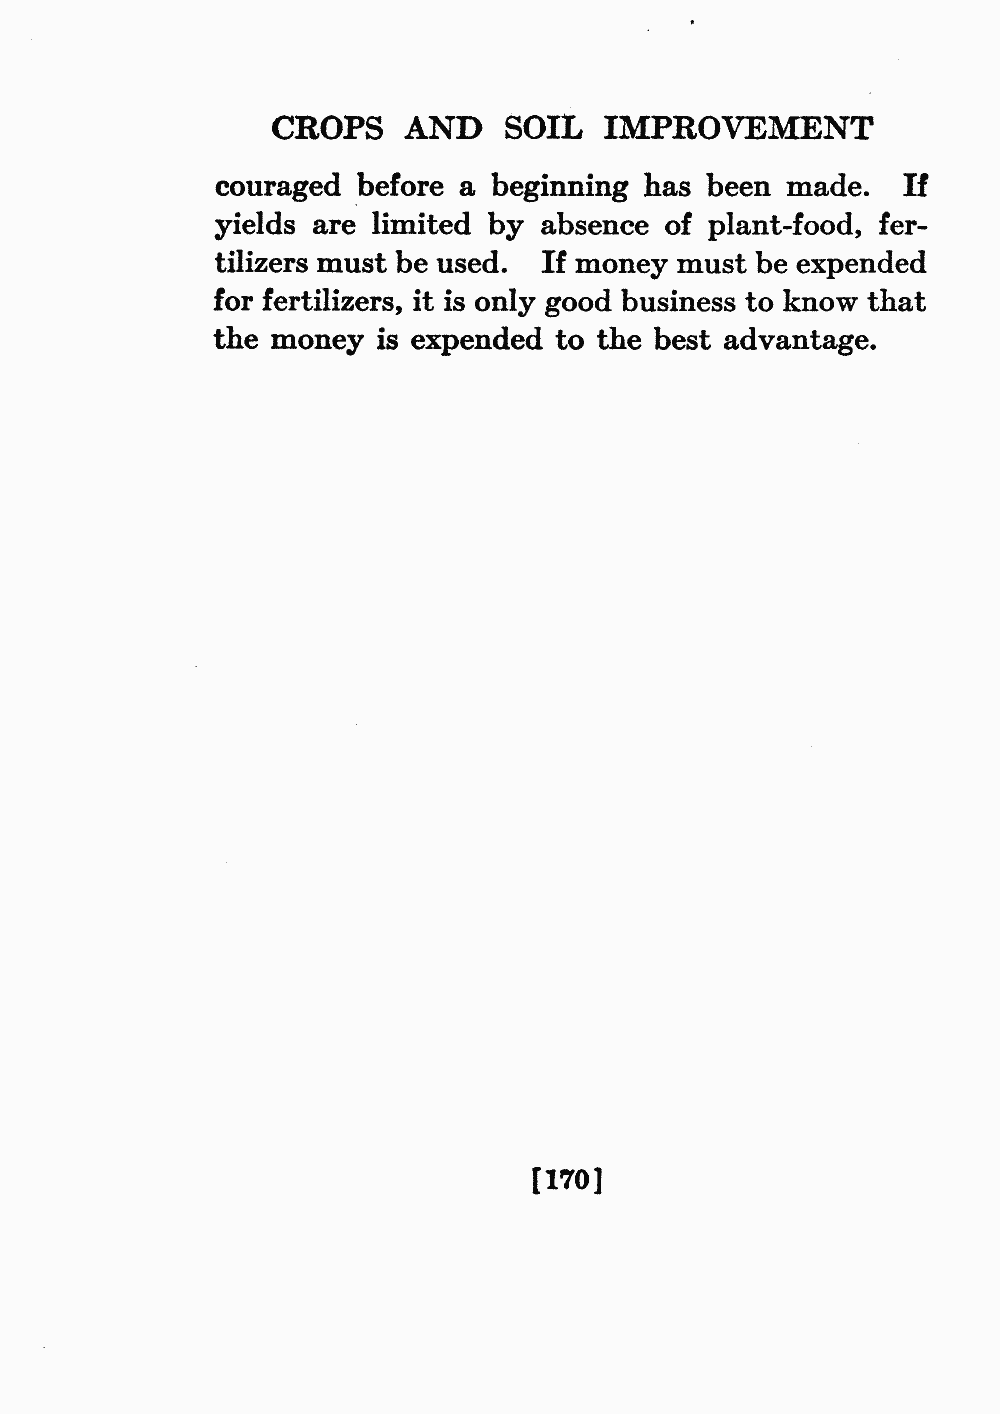 CROPS AND SOIL IMPROVEMENT
couraged before a beginning has been made. If
yields are limited by absence of plant-food, fer-
tilizers must be used. If money must be expended
for fertilizers, it is only good business to know that
the money is expended to the best advantage.
[170]